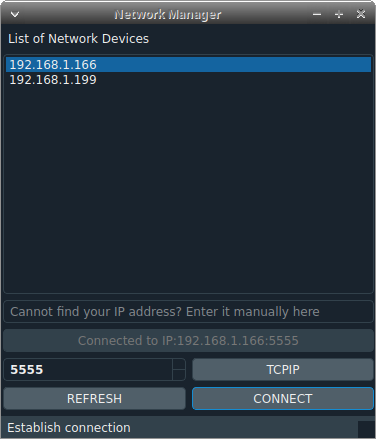 Network Manager
List of Network Devices
192.168.1.166
192.168.1.199
Cannot find your IP address? Enter it manually here
Connected to IP:192.168.1.166:5555
5555
TCPIP
REFRESH
CONNECT
Establish connection